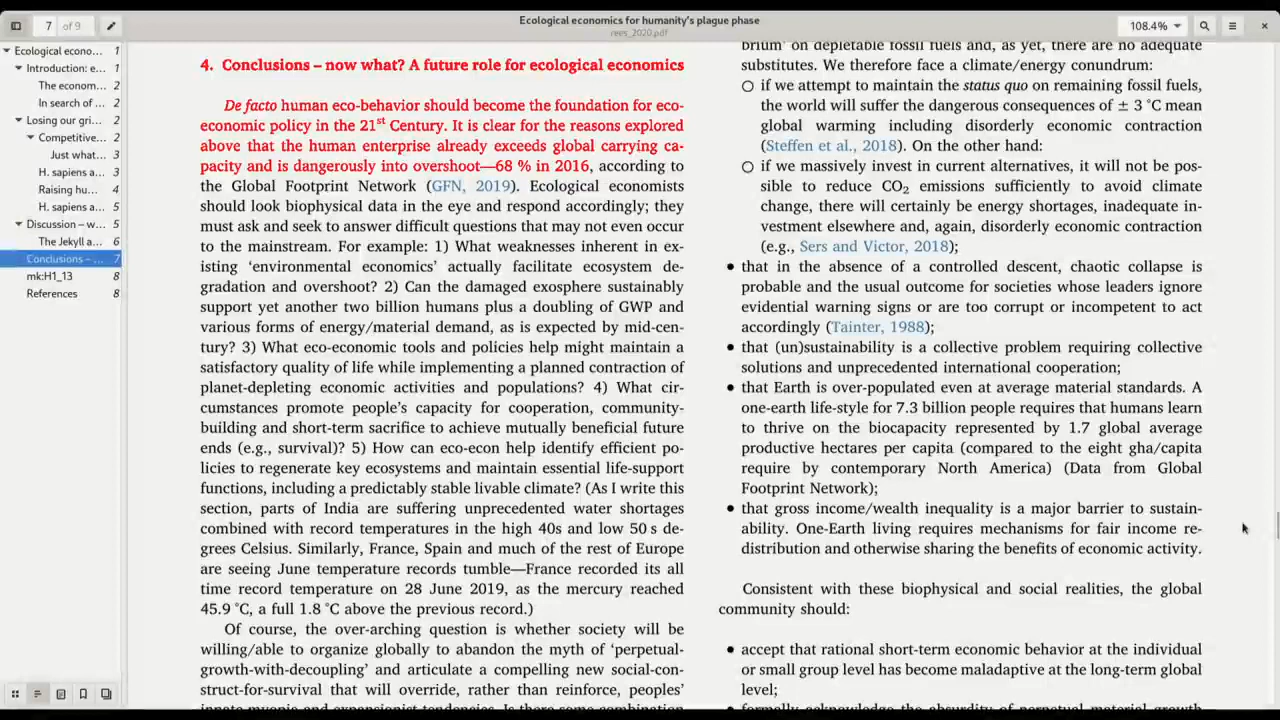 Ecological economics for humanity's plague phase
rees_2020.pdf
7 of 9
108.4%
Ecological econo... 1
Introduction: e... 1
The econom... 2
In search of ... 2
Losing our gri... 2
Competitive... 2
Just what... 3
H. sapiens a... 3
Raising hu... 4
H. sapiens a... 5
Discussion – w... 5
The Jekyll a... 6
Conclusions – ... 7
mk:H1_13 8
References 8
4. Conclusions – now what? A future role for ecological economics
De facto human eco-behavior should become the foundation for eco-
economic policy in the 21st Century. It is clear for the reasons explored
above that the human enterprise already exceeds global carrying ca-
pacity and is dangerously into overshoot—68 % in 2016, according to
the Global Footprint Network (GFN, 2019). Ecological economists
should look biophysical data in the eye and respond accordingly; they
must ask and seek to answer difficult questions that may not even occur
to the mainstream. For example: 1) What weaknesses inherent in ex-
isting 'environmental economics' actually facilitate ecosystem de-
gradation and overshoot? 2) Can the damaged exosphere sustainably
support yet another two billion humans plus a doubling of GWP and
various forms of energy/material demand, as is expected by mid-cen-
tury? 3) What eco-economic tools and policies help might maintain a
satisfactory quality of life while implementing a planned contraction of
planet-depleting economic activities and populations? 4) What cir-
cumstances promote people's capacity for cooperation, community-
building and short-term sacrifice to achieve mutually beneficial future
ends (e.g., survival)? 5) How can eco-econ help identify efficient po-
licies to regenerate key ecosystems and maintain essential life-support
functions, including a predictably stable livable climate? (As I write this
section, parts of India are suffering unprecedented water shortages
combined with record temperatures in the high 40s and low 50 s de-
grees Celsius. Similarly, France, Spain and much of the rest of Europe
are seeing June temperature records tumble—France recorded its all
time record temperature on 28 June 2019, as the mercury reached
45.9 °C, a full 1.8 °C above the previous record.)
Of course, the over-arching question is whether society will be
willing/able to organize globally to abandon the myth of 'perpetual-
growth-with-decoupling' and articulate a compelling new social-con-
struct-for-survival that will override, rather than reinforce, peoples'
innate myopia and expansionist tendencies. Is there some combination
brium' on depletable fossil fuels and, as yet, there are no adequate
substitutes. We therefore face a climate/energy conundrum:
○ if we attempt to maintain the status quo on remaining fossil fuels,
the world will suffer the dangerous consequences of ± 3 °C mean
global warming including disorderly economic contraction
(Steffen et al., 2018). On the other hand:
○ if we massively invest in current alternatives, it will not be pos-
sible to reduce CO2 emissions sufficiently to avoid climate
change, there will certainly be energy shortages, inadequate in-
vestment elsewhere and, again, disorderly economic contraction
(e.g., Sers and Victor, 2018);
• that in the absence of a controlled descent, chaotic collapse is
probable and the usual outcome for societies whose leaders ignore
evidential warning signs or are too corrupt or incompetent to act
accordingly (Tainter, 1988);
• that (un)sustainability is a collective problem requiring collective
solutions and unprecedented international cooperation;
• that Earth is over-populated even at average material standards. A
one-earth life-style for 7.3 billion people requires that humans learn
to thrive on the biocapacity represented by 1.7 global average
productive hectares per capita (compared to the eight gha/capita
require by contemporary North America) (Data from Global
Footprint Network);
• that gross income/wealth inequality is a major barrier to sustain-
ability. One-Earth living requires mechanisms for fair income re-
distribution and otherwise sharing the benefits of economic activity.
Consistent with these biophysical and social realities, the global
community should:
• accept that rational short-term economic behavior at the individual
or small group level has become maladaptive at the long-term global
level;
• formally acknowledge the absurdity of perpetual material growth